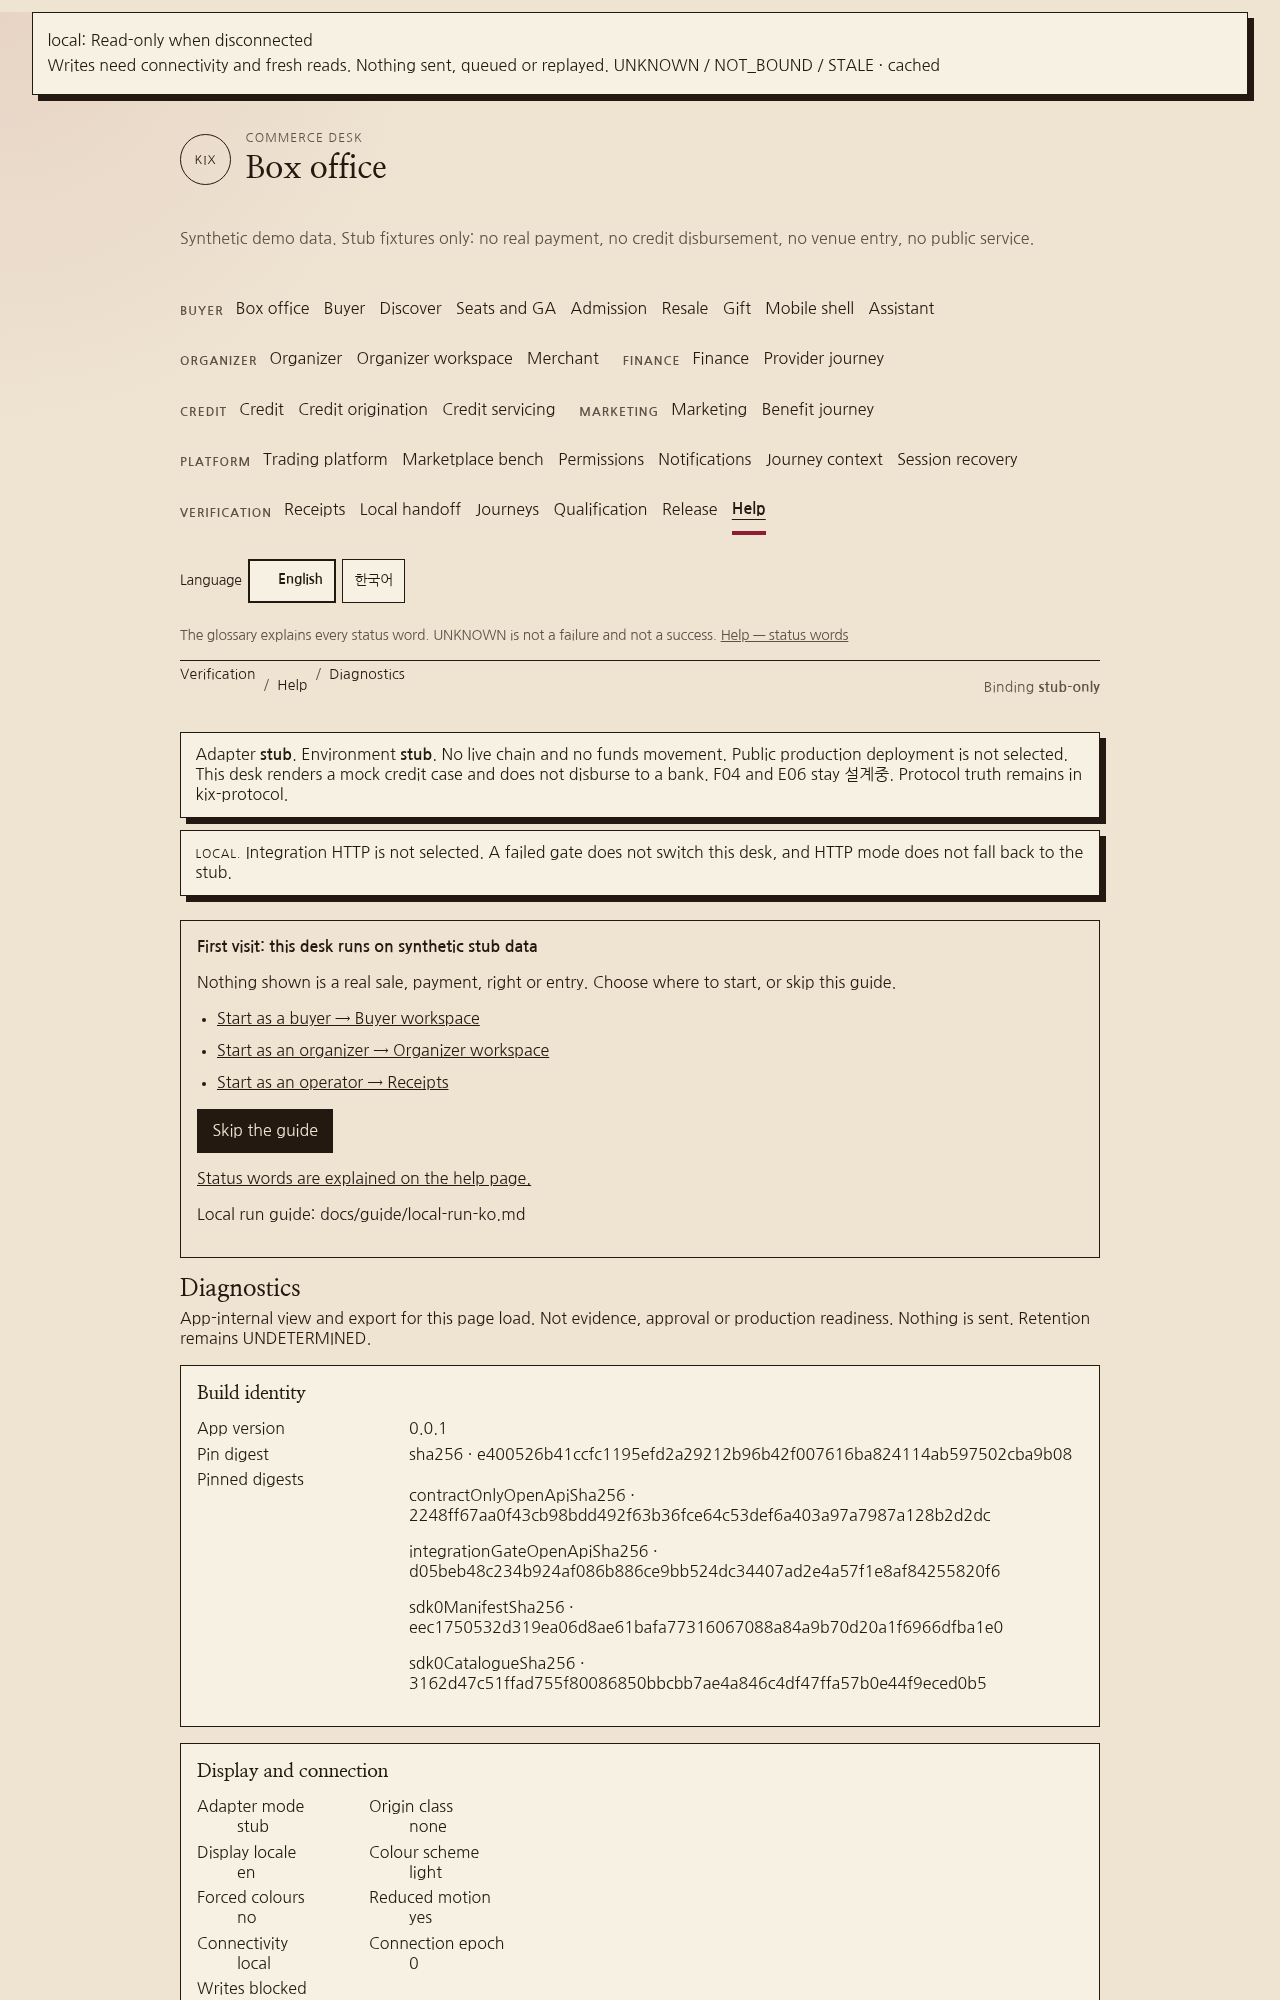 local: Read-only when disconnected
Writes need connectivity and fresh reads. Nothing sent, queued or replayed. UNKNOWN / NOT_BOUND / STALE · cached
KIX
COMMERCE DESK
Box office
Synthetic demo data. Stub fixtures only: no real payment, no credit disbursement, no venue entry, no public service.
BUYER Box office Buyer Discover Seats and GA Admission Resale Gift Mobile shell Assistant
ORGANIZER Organizer Organizer workspace Merchant FINANCE Finance Provider journey
CREDIT Credit Credit origination Credit servicing MARKETING Marketing Benefit journey
PLATFORM Trading platform Marketplace bench Permissions Notifications Journey context Session recovery
VERIFICATION Receipts Local handoff Journeys Qualification Release Help
Language English 한국어
The glossary explains every status word. UNKNOWN is not a failure and not a success. Help — status words
Verification / Help / Diagnostics
Binding stub-only
Adapter stub. Environment stub. No live chain and no funds movement. Public production deployment is not selected.
This desk renders a mock credit case and does not disburse to a bank. F04 and E06 stay 설계중. Protocol truth remains in
kix-protocol.
LOCAL. Integration HTTP is not selected. A failed gate does not switch this desk, and HTTP mode does not fall back to the
stub.
First visit: this desk runs on synthetic stub data
Nothing shown is a real sale, payment, right or entry. Choose where to start, or skip this guide.
• Start as a buyer → Buyer workspace
• Start as an organizer → Organizer workspace
• Start as an operator → Receipts
Skip the guide
Status words are explained on the help page.
Local run guide: docs/guide/local-run-ko.md
Diagnostics
App-internal view and export for this page load. Not evidence, approval or production readiness. Nothing is sent. Retention
remains UNDETERMINED.
Build identity
App version 0.0.1
Pin digest sha256 · e400526b41ccfc1195efd2a29212b96b42f007616ba824114ab597502cba9b08
Pinned digests
contractOnlyOpenApiSha256 ·
2248ff67aa0f43cb98bdd492f63b36fce64c53def6a403a97a7987a128b2d2dc
integrationGateOpenApiSha256 ·
d05beb48c234b924af086b886ce9bb524dc34407ad2e4a57f1e8af84255820f6
sdk0ManifestSha256 ·
eec1750532d319ea06d8ae61bafa77316067088a84a9b70d20a1f6966dfba1e0
sdk0CatalogueSha256 ·
3162d47c51ffad755f80086850bbcbb7ae4a846c4df47ffa57b0e44f9eced0b5
Display and connection
Adapter mode Origin class
stub none
Display locale Colour scheme
en light
Forced colours Reduced motion
no yes
Connectivity Connection epoch
local 0
Writes blocked